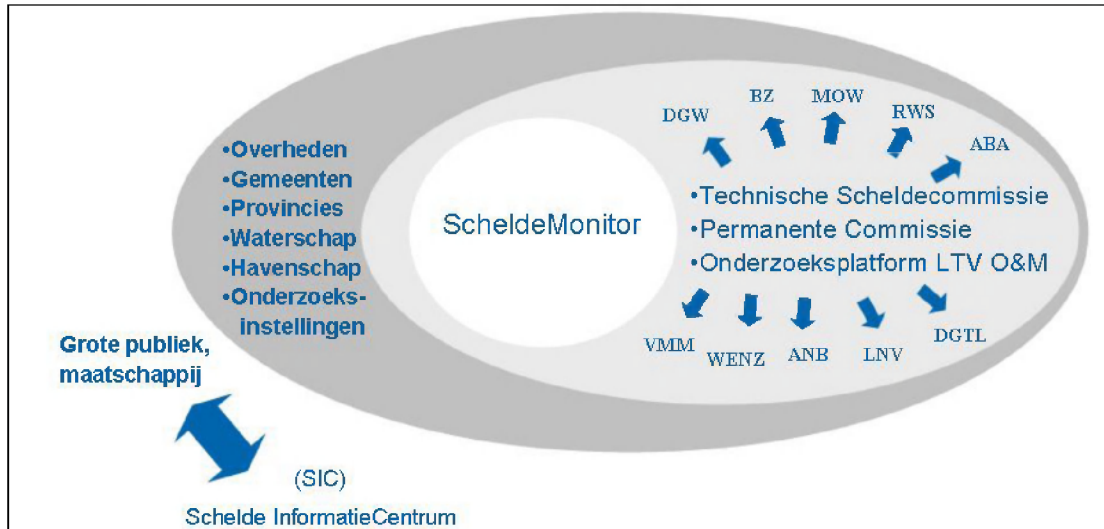 DGW
BZ
MOW
RWS
ABA
•Overheden
•Gemeenten
•Provincies
•Waterschap
•Havenschap
•Onderzoeks-
instellingen
ScheldeMonitor
•Technische Scheldecommissie
•Permanente Commissie
•Onderzoeksplatform LTV O&M
VMM
WENZ
ANB
LNV
DGTL
Grote publiek,
maatschappij
(SIC)
Schelde InformatieCentrum